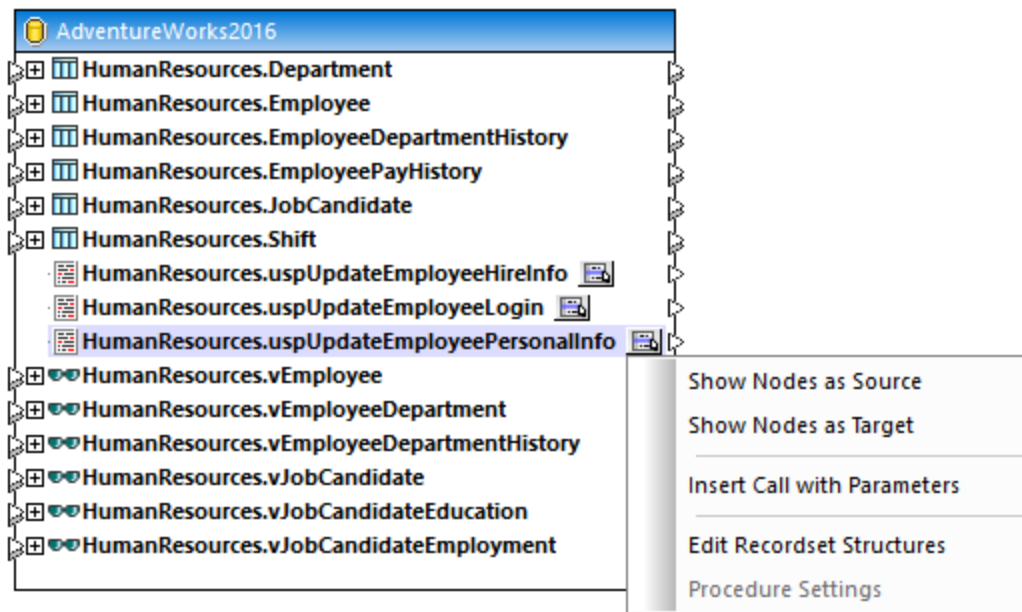 AdventureWorks2016
HumanResources.Department
HumanResources.Employee
HumanResources.EmployeeDepartmentHistory
HumanResources.EmployeePayHistory
HumanResources.JobCandidate
HumanResources.Shift
HumanResources.uspUpdateEmployeeHireInfo
HumanResources.uspUpdateEmployeeLogin
HumanResources.uspUpdateEmployeePersonalInfo
HumanResources.vEmployee
HumanResources.vEmployeeDepartment
HumanResources.vEmployeeDepartmentHistory
HumanResources.vJobCandidate
HumanResources.vJobCandidateEducation
HumanResources.vJobCandidateEmployment
Show Nodes as Source
Show Nodes as Target
Insert Call with Parameters
Edit Recordset Structures
Procedure Settings